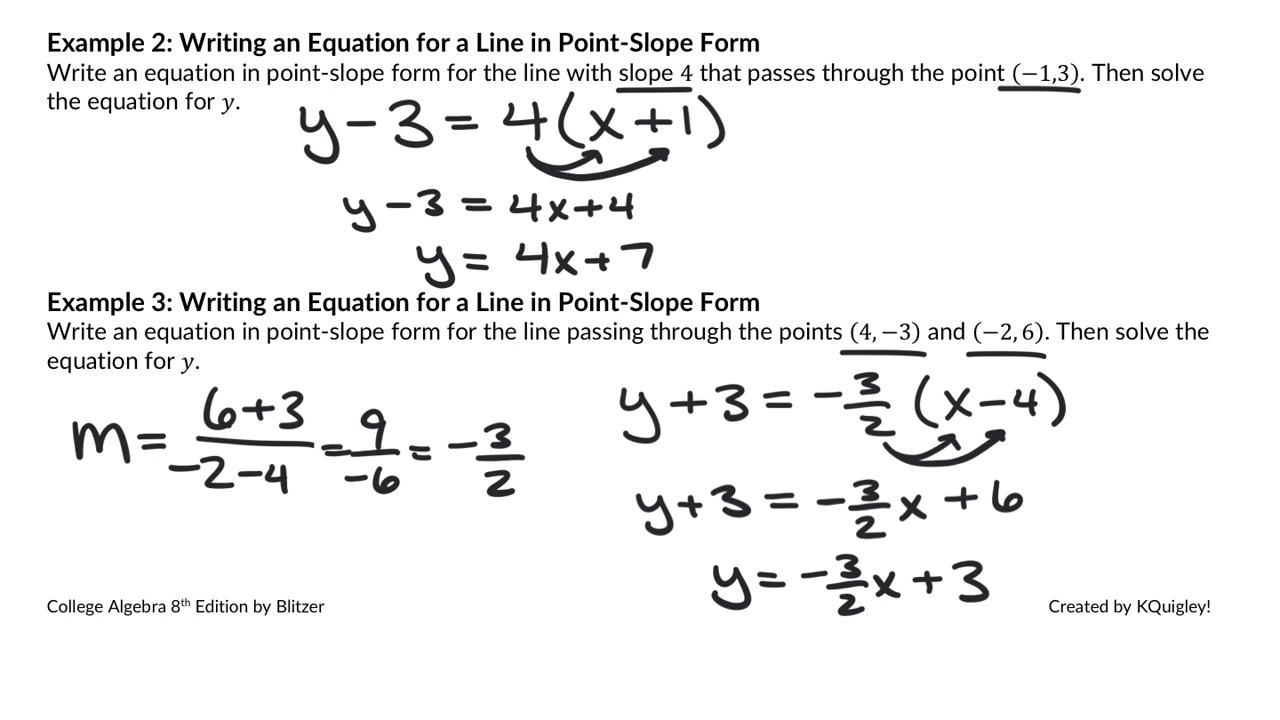 Example 2: Writing an Equation for a Line in Point-Slope Form
Write an equation in point-slope form for the line with slope 4 that passes through the point (−1,3). Then solve
the equation for y.
y − 3 = 4(x + 1)
y − 3 = 4x + 4
y = 4x + 7
Example 3: Writing an Equation for a Line in Point-Slope Form
Write an equation in point-slope form for the line passing through the points (4, −3) and (−2, 6). Then solve the
equation for y.
m = (6+3)/(−2−4) = 9/−6 = −3/2
y + 3 = −3/2 (x − 4)
y + 3 = −3/2 x + 6
y = −3/2 x + 3
College Algebra 8th Edition by Blitzer
Created by KQuigley!